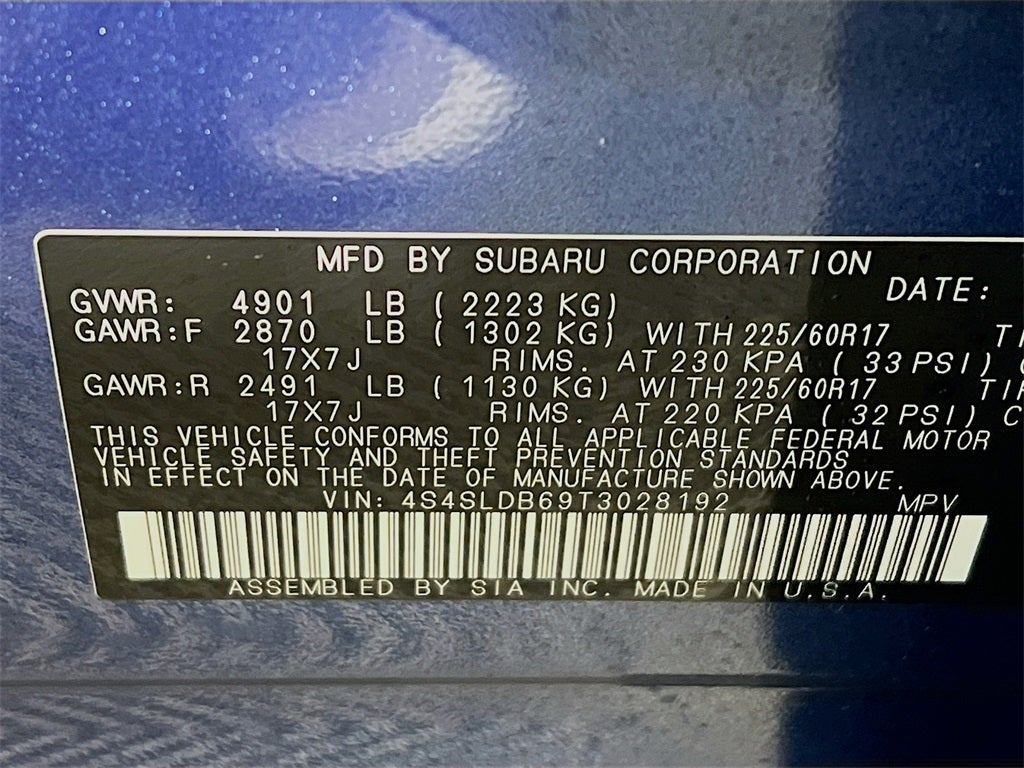 MFD BY SUBARU CORPORATION
DATE:
GVWR: 4901 LB ( 2223 KG)
GAWR:F 2870 LB ( 1302 KG) WITH 225/60R17
17X7J RIMS. AT 230 KPA ( 33 PSI)
GAWR:R 2491 LB ( 1130 KG) WITH 225/60R17
17X7J RIMS. AT 220 KPA ( 32 PSI)
THIS VEHICLE CONFORMS TO ALL APPLICABLE FEDERAL MOTOR
VEHICLE SAFETY AND THEFT PREVENTION STANDARDS
IN EFFECT ON THE DATE OF MANUFACTURE SHOWN ABOVE.
VIN: 4S4SLDB69T3028192 MPV
ASSEMBLED BY SIA INC. MADE IN U.S.A.